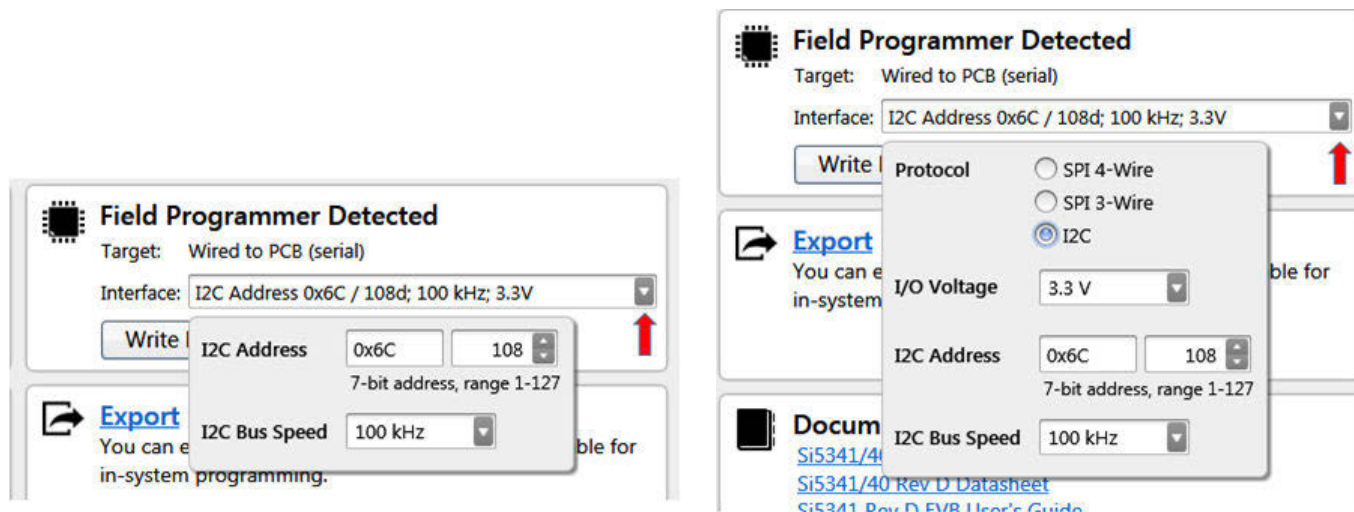 Field Programmer Detected
Target: Wired to PCB (serial)
Interface: I2C Address 0x6C / 108d; 100 kHz; 3.3V
Write
I2C Address 0x6C 108
7-bit address, range 1-127
I2C Bus Speed 100 kHz
Export
You can e ble for
in-system programming.
Field Programmer Detected
Target: Wired to PCB (serial)
Interface: I2C Address 0x6C / 108d; 100 kHz; 3.3V
Write
Protocol SPI 4-Wire
SPI 3-Wire
I2C
I/O Voltage 3.3 V
I2C Address 0x6C 108
7-bit address, range 1-127
I2C Bus Speed 100 kHz
Export
You can e ble for
in-system
Docum
Si5341/4
Si5341/40 Rev D Datasheet
Si5341 Rev D EVB User's Guide